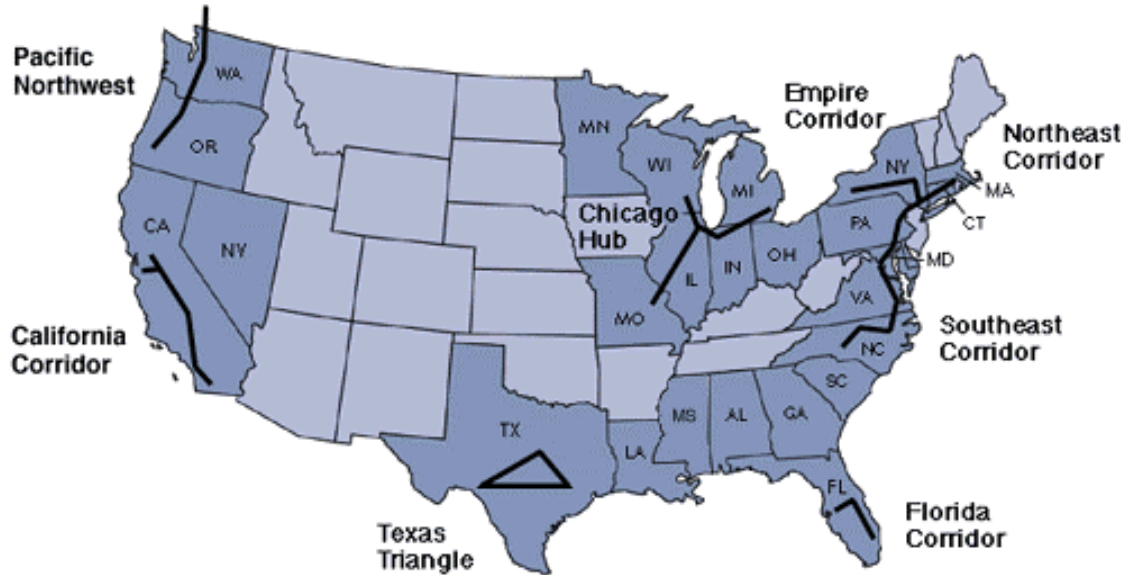 Pacific
Northwest
WA
OR
CA
NY
California
Corridor
MN
WI
MI
Chicago
Hub
IL
IN
OH
MO
Empire
Corridor
NY
PA
Northeast
Corridor
MA
CT
MD
VA
NC
Southeast
Corridor
SC
MS
AL
GA
LA
TX
Texas
Triangle
FL
Florida
Corridor